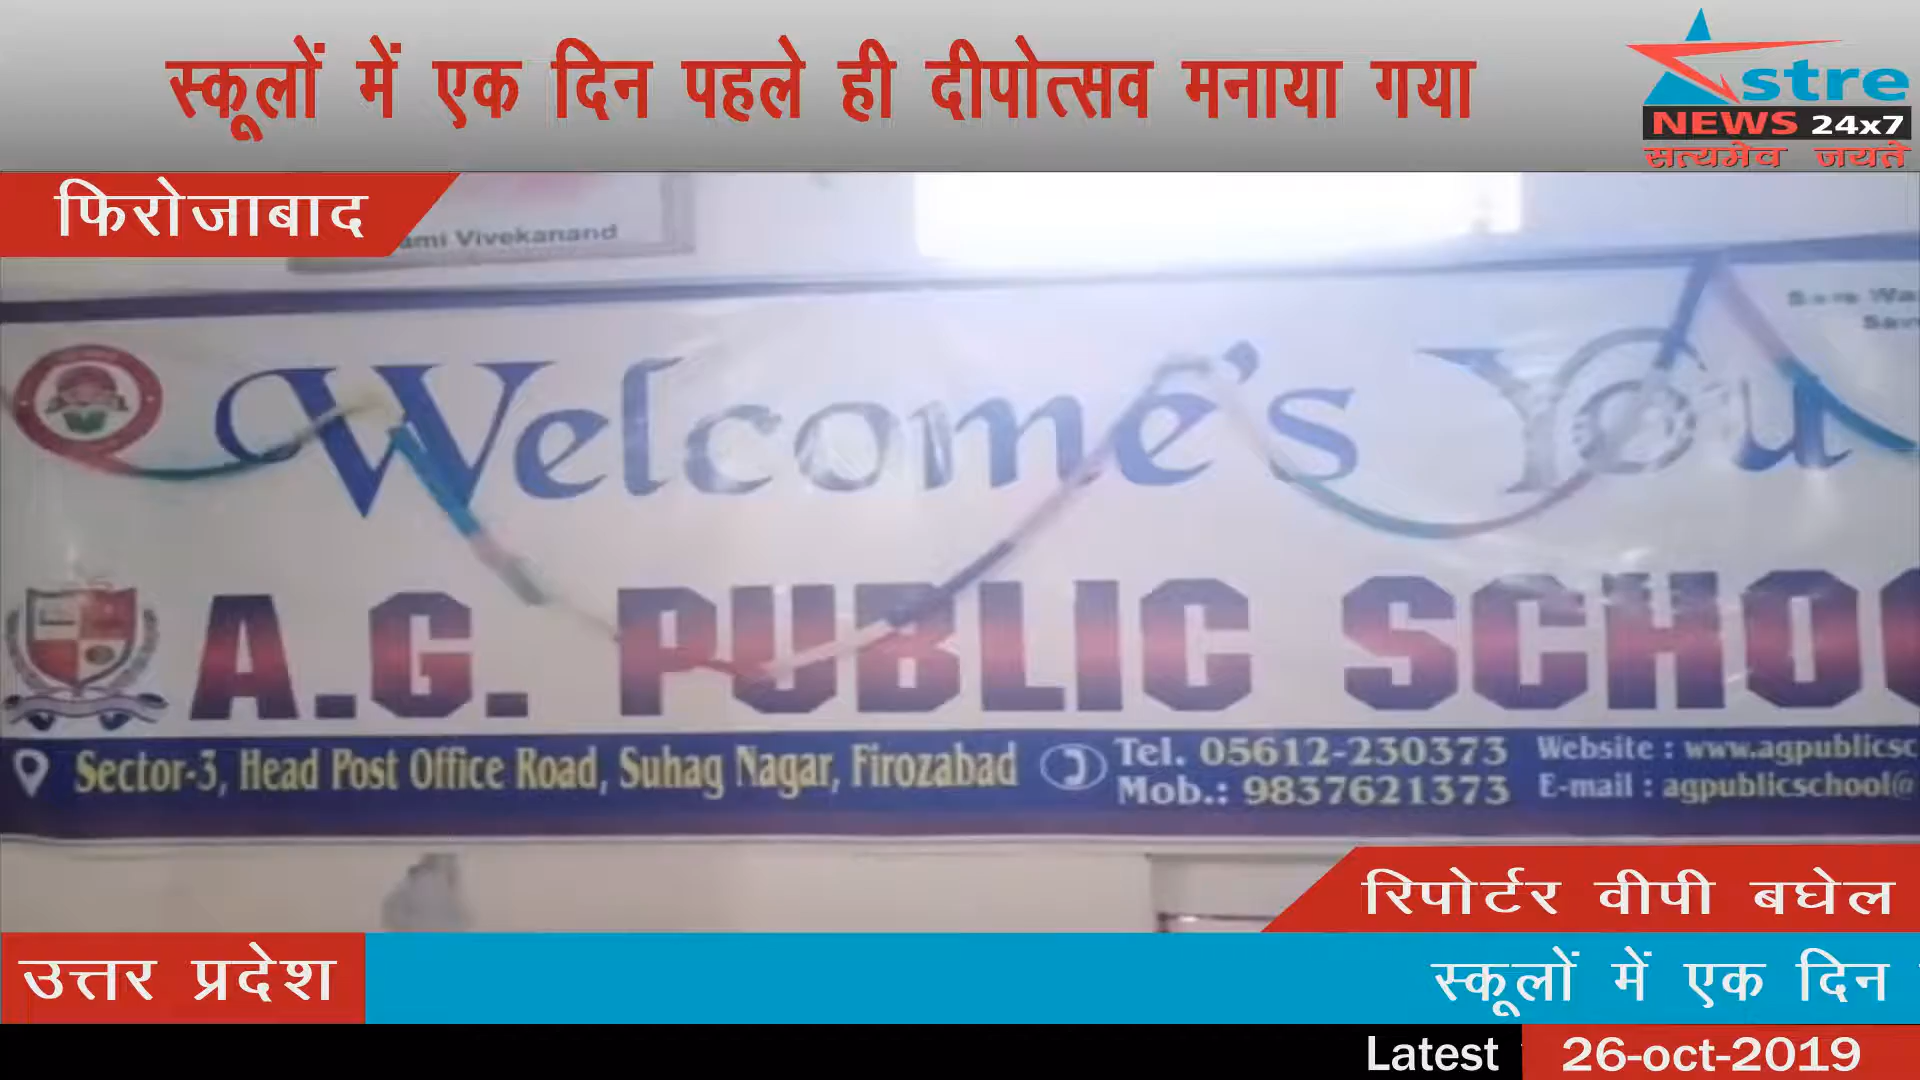 स्कूलों में एक दिन पहले ही दीपोत्सव मनाया गया
Astre
NEWS 24x7
सत्यमेव जयते
फिरोजाबाद
Vivekanand
Welcome's You
A.G. PUBLIC SCHOO
Sector-3, Head Post Office Road, Suhag Nagar, Firozabad
Tel. 05612-230373
Mob.: 9837621373
Website : www.agpublicsc
E-mail : agpublicschool@
रिपोर्टर वीपी बघेल
उत्तर प्रदेश
स्कूलों में एक दिन
Latest
26-oct-2019